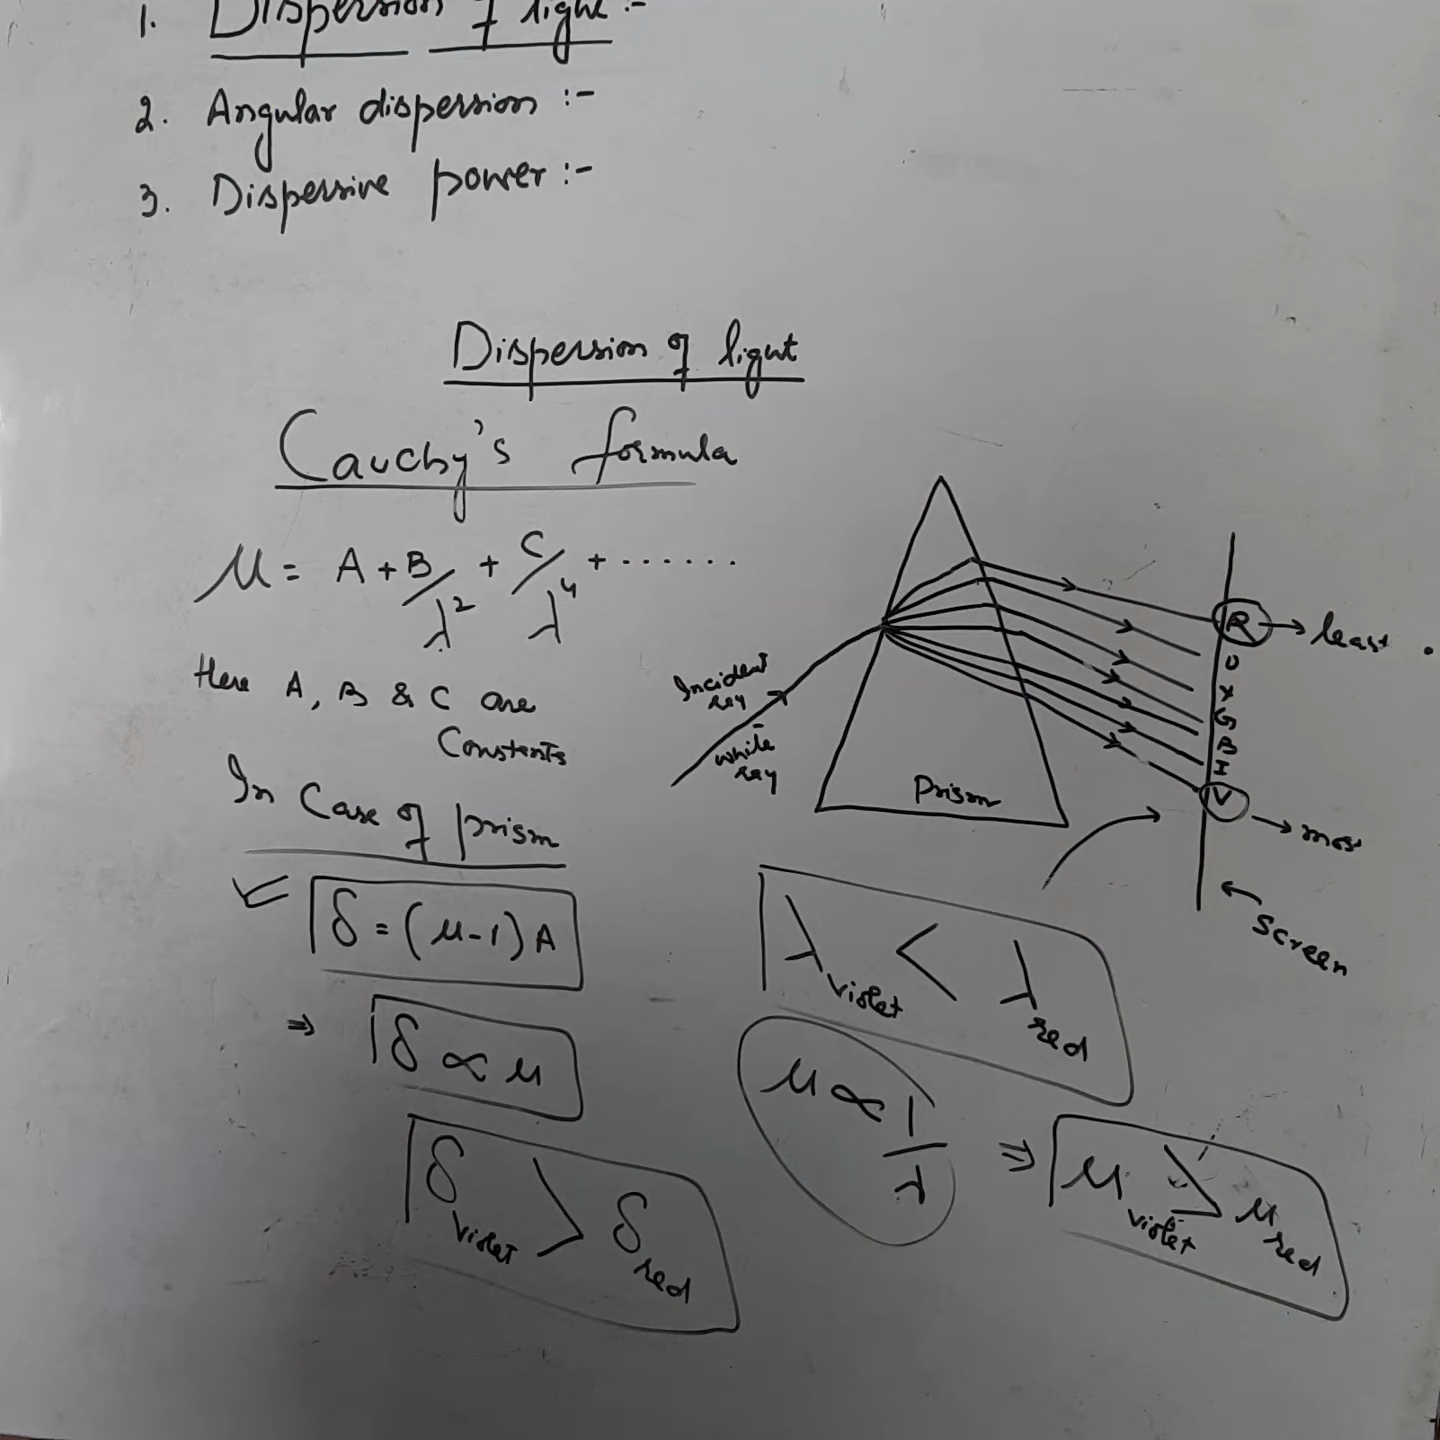 1. Dispersion of light :-
2. Angular dispersion :-
3. Dispersive power :-
Dispersion of light
Cauchy's formula
μ = A + B/λ² + C/λ⁴ + ......
Here A, B & C are
Constants
In Case of prism
δ = (μ-1) A
⇒ δ ∝ μ
δ violet > δ red
Incident ray
white ray
Prism
R → least .
O
Y
G
B
I
V → most
← Screen
λ violet < λ red
μ ∝ 1/λ ⇒ μ violet > μ red